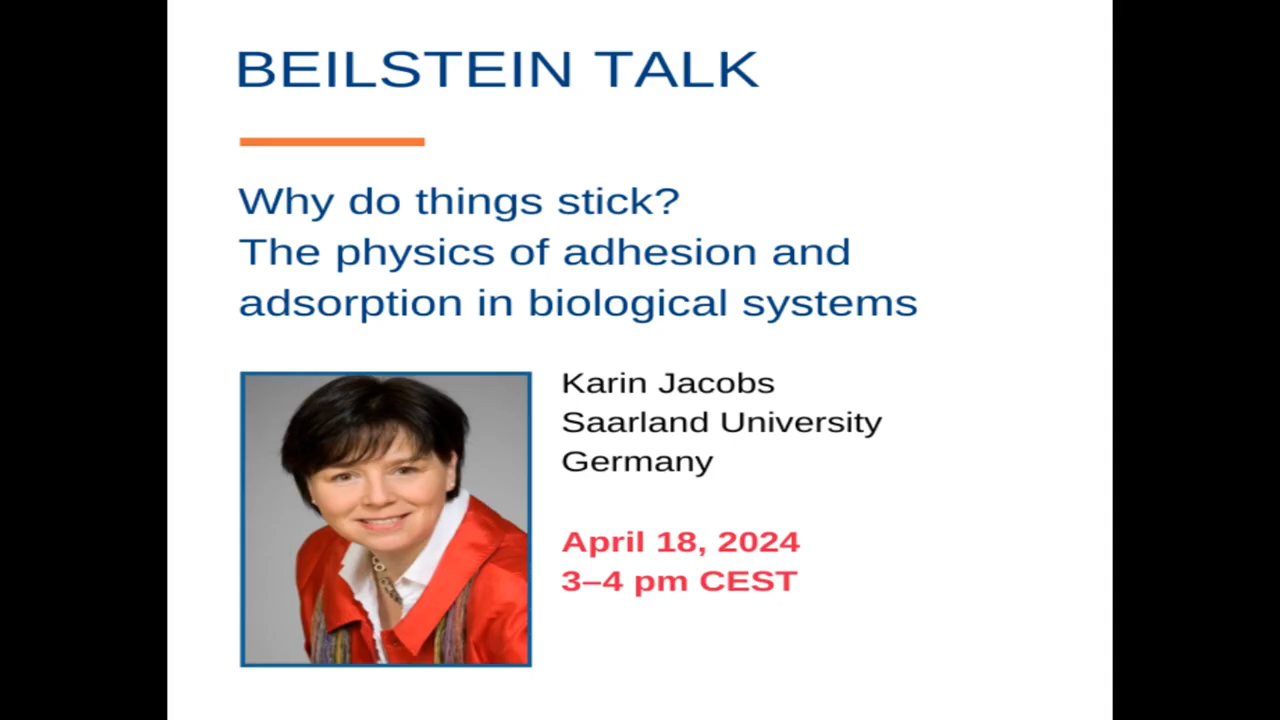 BEILSTEIN TALK
Why do things stick?
The physics of adhesion and
adsorption in biological systems
Karin Jacobs
Saarland University
Germany
April 18, 2024
3–4 pm CEST